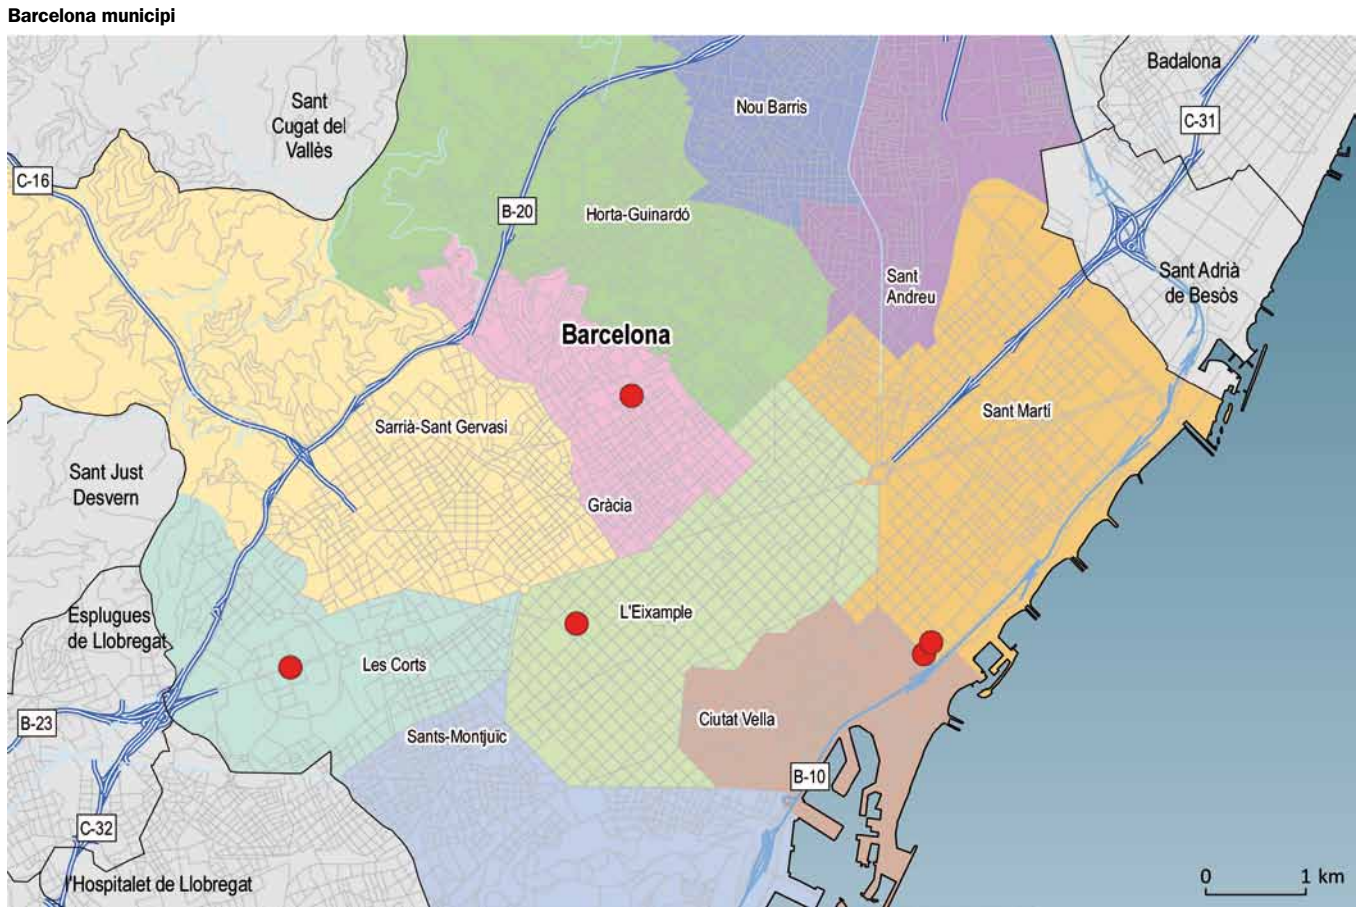 Barcelona municipi
Badalona
Sant
Cugat del
Vallès
Nou Barris
C-31
C-16
B-20
Horta-Guinardó
Sant
Andreu
Sant Adrià
de Besòs
Barcelona
Sarrià-Sant Gervasi
Sant Martí
Sant Just
Desvern
Gràcia
Esplugues
de Llobregat
L'Eixample
Les Corts
B-23
Ciutat Vella
Sants-Montjuïc
B-10
C-32
l'Hospitalet de Llobregat
0 1 km